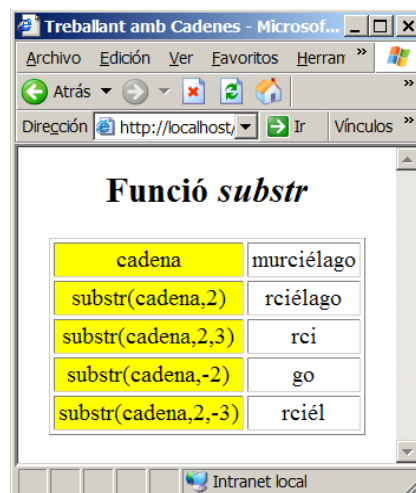 Treballant amb Cadenes - Microsof...
Archivo Edición Ver Favoritos Herran »
Atrás »
Dirección http://localhost/ Ir Vínculos »
Funció substr
cadena murciélago
substr(cadena,2) rciélago
substr(cadena,2,3) rci
substr(cadena,-2) go
substr(cadena,2,-3) rciél
Intranet local